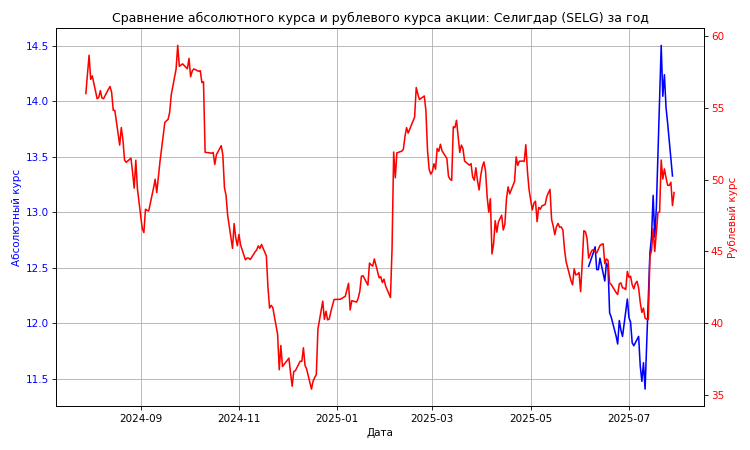 Сравнение абсолютного курса и рублевого курса акции: Селигдар (SELG) за год
14.5
14.0
13.5
13.0
12.5
12.0
11.5
Абсолютный курс
60
55
50
45
40
35
Рублевый курс
2024-09 2024-11 2025-01 2025-03 2025-05 2025-07
Дата